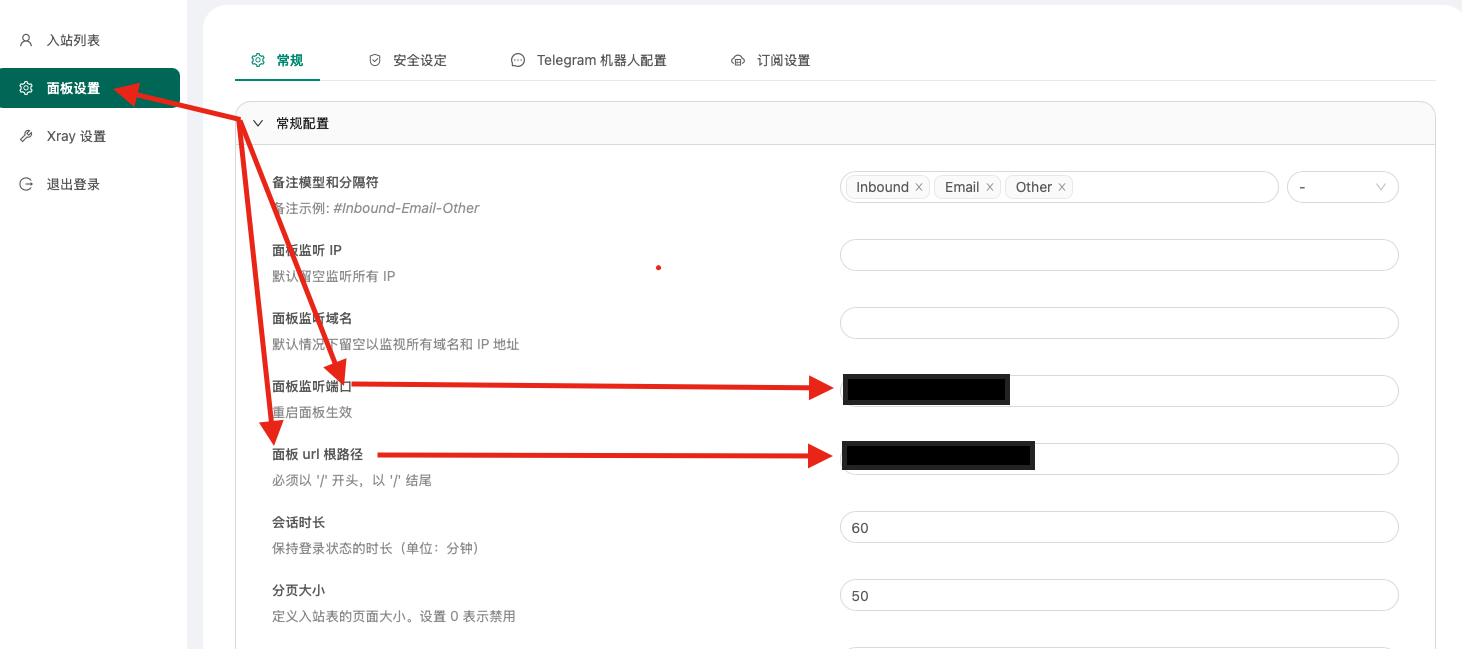 入站列表
面板设置
Xray 设置
退出登录
常规
安全设定
Telegram 机器人配置
订阅设置
常规配置
备注模型和分隔符
备注示例: #Inbound-Email-Other
Inbound
Email
Other
-
面板监听 IP
默认留空监听所有 IP
面板监听域名
默认情况下留空以监视所有域名和 IP 地址
面板监听端口
重启面板生效
面板 url 根路径
必须以 '/' 开头，以 '/' 结尾
会话时长
保持登录状态的时长（单位：分钟）
60
分页大小
定义入站表的页面大小。设置 0 表示禁用
50